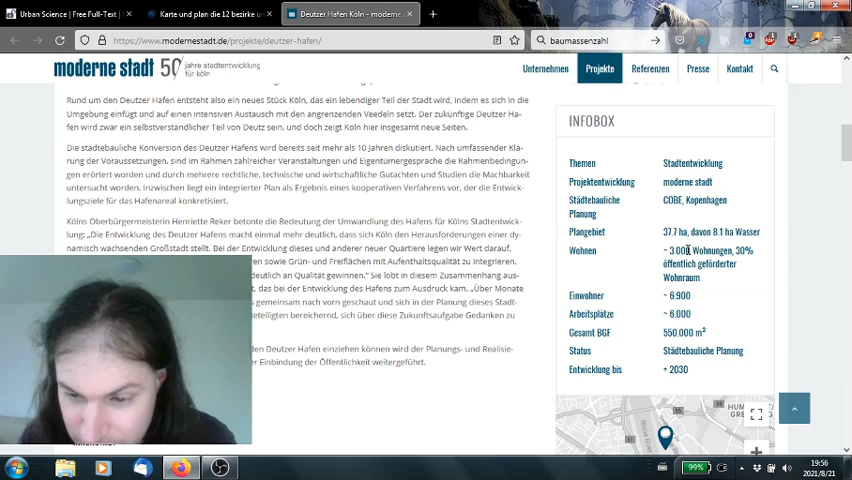 Urban Science | Free Full-Text
Karte und plan die 12 bezirke un
Deutzer Hafen Köln – moderne s
https://www.modernestadt.de/projekte/deutzer-hafen/
baumassenzahl
moderne stadt 50 jahre stadtentwicklung
für köln
Unternehmen Projekte Referenzen Presse Kontakt
Rund um den Deutzer Hafen entsteht also ein neues Stück Köln, das ein lebendiger Teil der Stadt wird, indem es sich in die
Umgebung einfügt und auf einen intensiven Austausch mit den angrenzenden Veedeln setzt. Der zukünftige Deutzer Ha-
fen wird zwar ein selbstverständlicher Teil von Deutz sein, und doch zeigt Köln hier insgesamt neue Seiten.
Die städtebauliche Konversion des Deutzer Hafens wird bereits seit mehr als 10 Jahren diskutiert. Nach umfassender Klä-
rung der Voraussetzungen, sind im Rahmen zahlreicher Veranstaltungen und Eigentümergespräche die Rahmenbedingun-
gen erörtert worden und durch mehrere rechtliche, technische und wirtschaftliche Gutachten und Studien die Machbarkeit
untersucht worden. Inzwischen liegt ein Integrierter Plan als Ergebnis eines kooperativen Verfahrens vor, der die Entwick-
lungsziele für das Hafenareal konkretisiert.
Kölns Oberbürgermeisterin Henriette Reker betonte die Bedeutung der Umwandlung des Hafens für Kölns Stadtentwick-
lung: „Die Entwicklung des Deutzer Hafens macht einmal mehr deutlich, dass Köln den Herausforderungen einer dy-
namisch wachsenden Großstadt stellt. Bei der Entwicklung dieses und anderer neuer Quartiere legen wir Wert darauf,
en sowie Grün- und Freiflächen mit Aufenthaltsqualität zu integrieren.
deutlich an Qualität gewinnen.“ Sie lobt in diesem Zusammenhang aus-
das bei der Entwicklung des Hafens zum Ausdruck kam. „Über Monate
s gemeinsam nach vorn geschaut und sich in der Planung dieses Stadt-
eteiligten bereichernd, sich über diese Zukunftsaufgabe Gedanken zu
den Deutzer Hafen einziehen können wird der Planungs- und Realisie-
r Einbindung der Öffentlichkeit weitergeführt.
INFOBOX
Themen Stadtentwicklung
Projektentwicklung moderne stadt
Städtebauliche COBE, Kopenhagen
Planung
Plangebiet 37.7 ha, davon 8.1 ha Wasser
Wohnen ~ 3.000 Wohnungen, 30%
öffentlich geförderter
Wohnraum
Einwohner ~ 6.900
Arbeitsplätze ~ 6.000
Gesamt BGF 550.000 m²
Status Städtebauliche Planung
Entwicklung bis + 2030
99%
19:56
2021/8/21